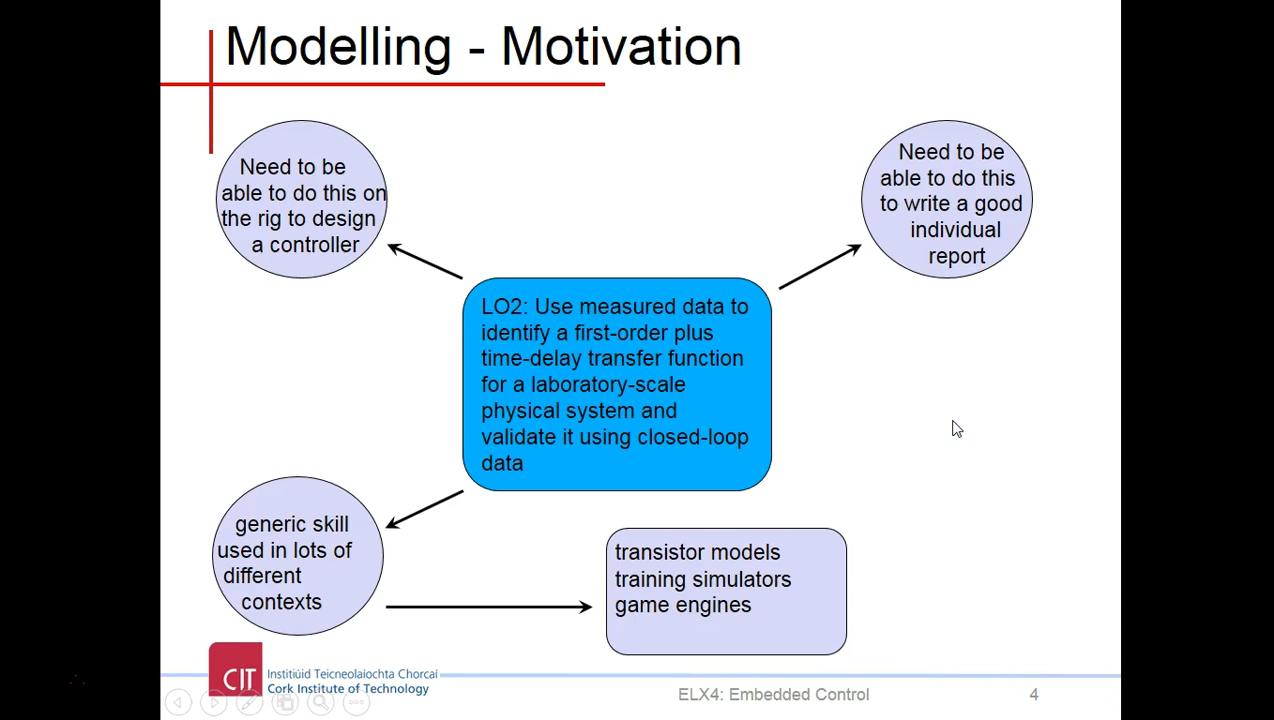 Modelling - Motivation
Need to be
able to do this on
the rig to design
a controller
Need to be
able to do this
to write a good
individual
report
LO2: Use measured data to
identify a first-order plus
time-delay transfer function
for a laboratory-scale
physical system and
validate it using closed-loop
data
generic skill
used in lots of
different
contexts
transistor models
training simulators
game engines
CIT
Institiúid Teicneolaíochta Chorcaí
Cork Institute of Technology
ELX4: Embedded Control
4